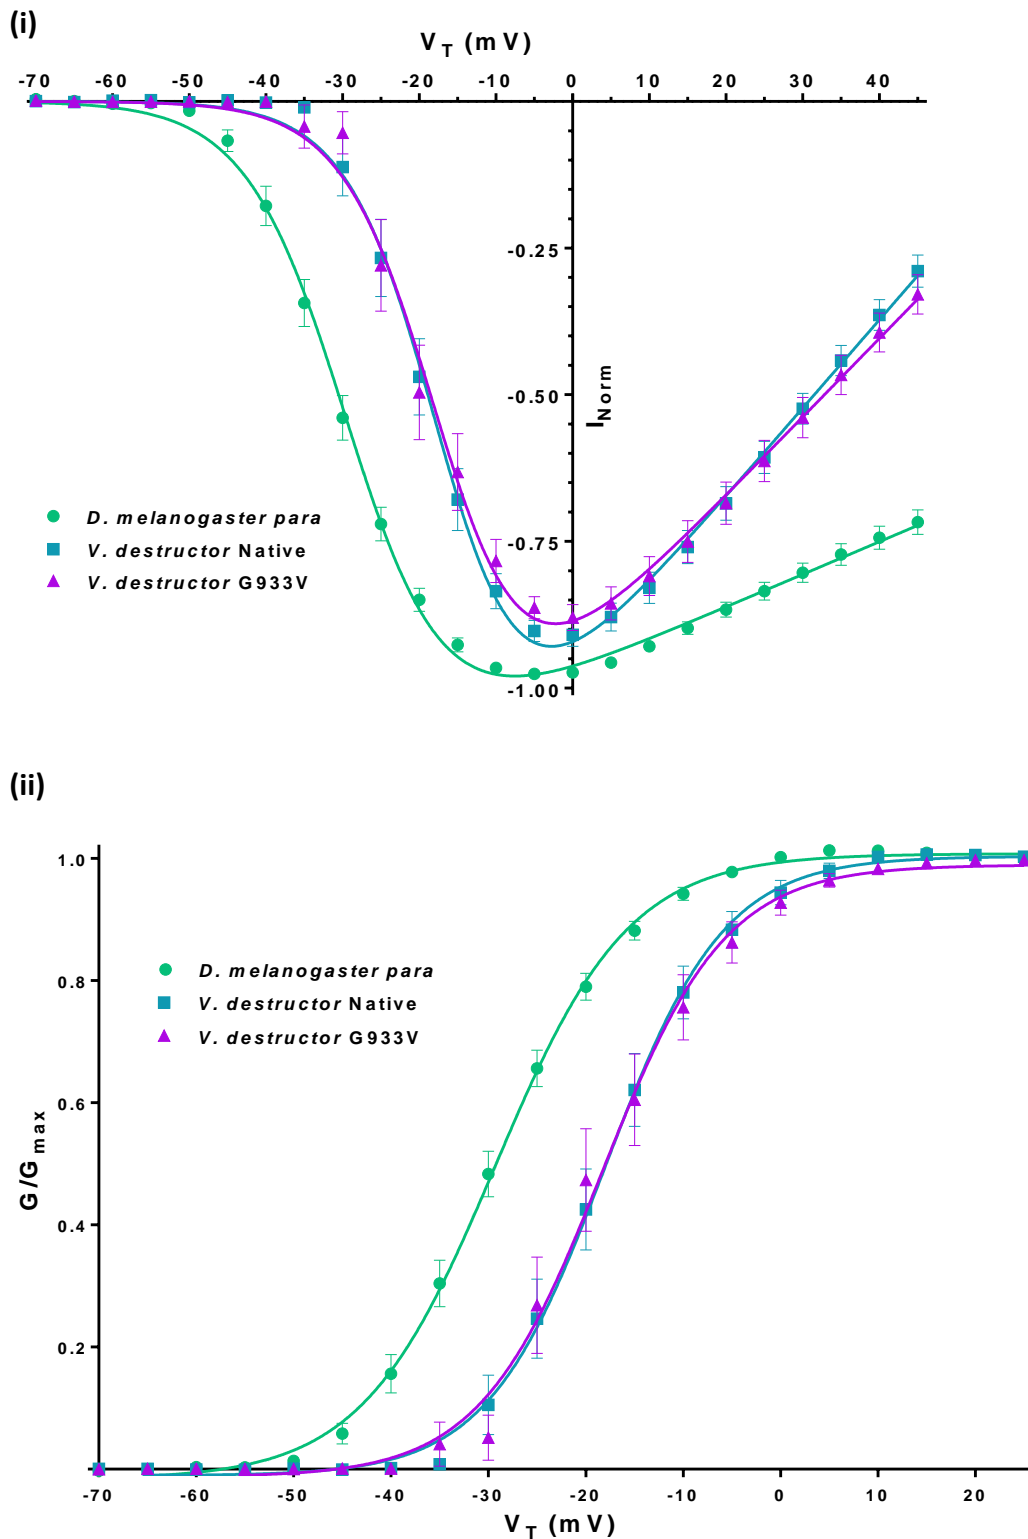 (i)
V T (mV)
-70 -60 -50 -40 -30 -20 -10 0 10 20 30 40
-0.25
-0.50
-0.75
-1.00
I Norm
D. melanogaster para
V. destructor Native
V. destructor G933V
(ii)
1.0
0.8
0.6
0.4
0.2
G/G max
D. melanogaster para
V. destructor Native
V. destructor G933V
-70 -60 -50 -40 -30 -20 -10 0 10 20
V T (mV)